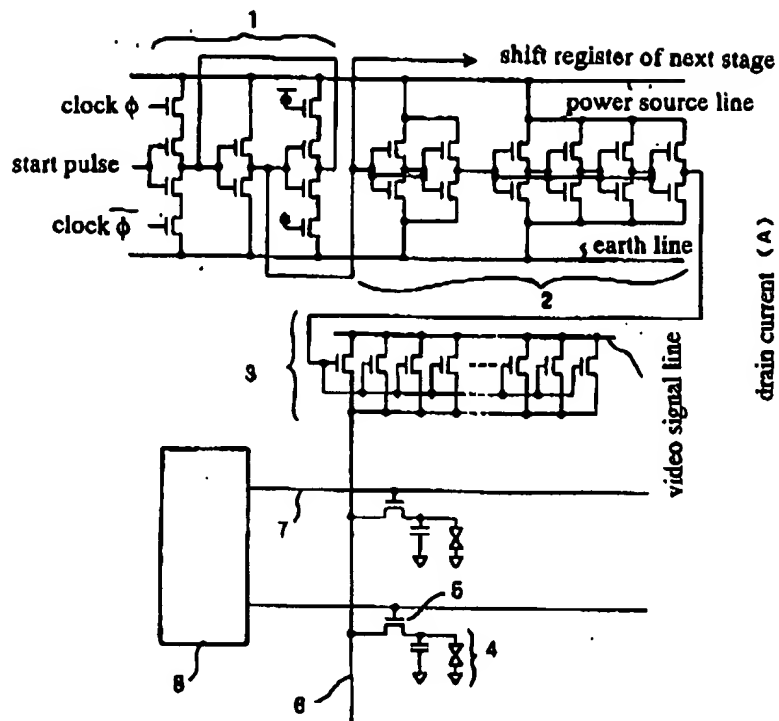 1
shift register of next stage
clock ϕ
ϕ̅
power source line
start pulse
clock ϕ̅
ϕ
earth line
2
drain current (A)
3
video signal line
7
5
4
8
6